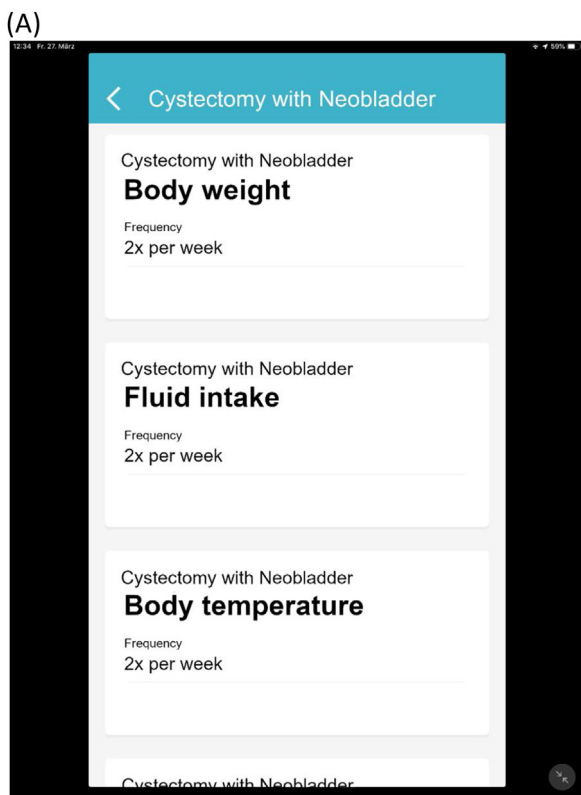 (A)
12:34 Fr. 27. März 59%
Cystectomy with Neobladder
Cystectomy with Neobladder
Body weight
Frequency
2x per week
Cystectomy with Neobladder
Fluid intake
Frequency
2x per week
Cystectomy with Neobladder
Body temperature
Frequency
2x per week
Cystectomy with Neobladder